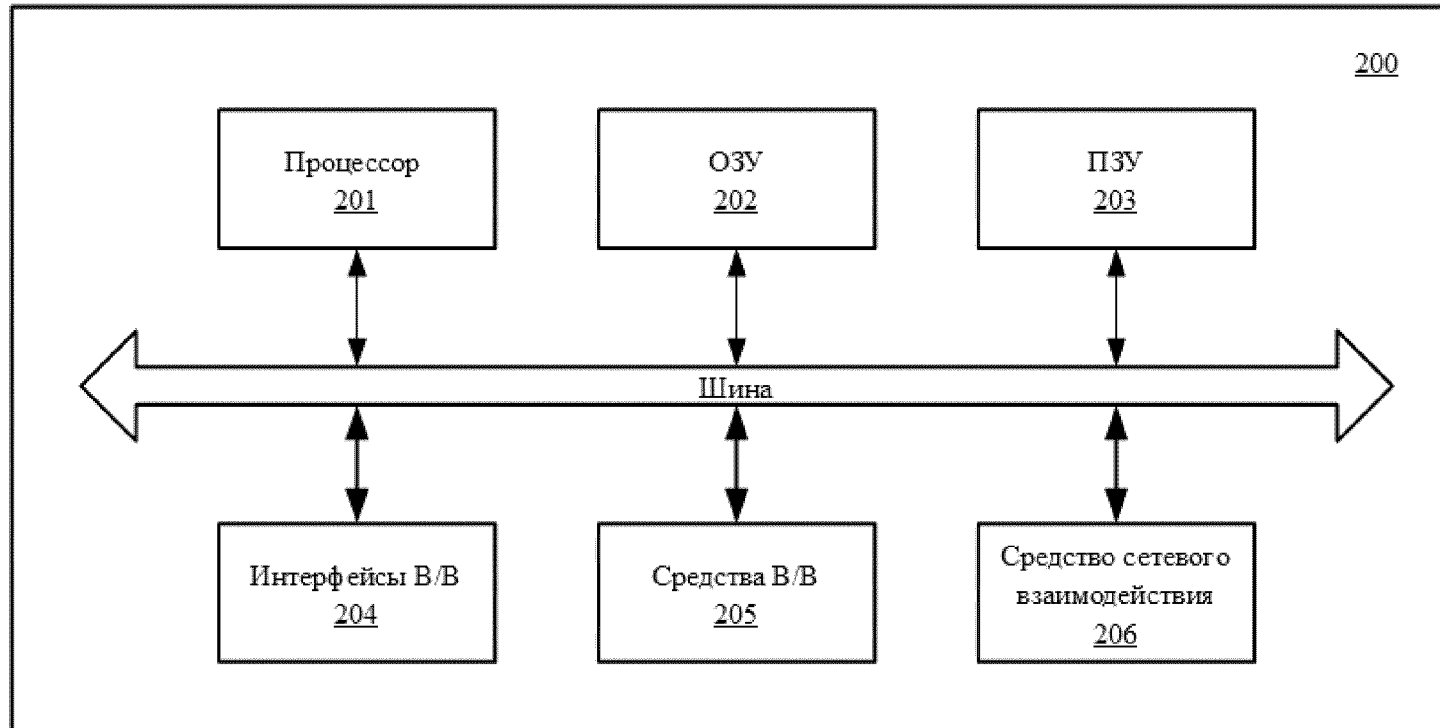 200
Процессор
201
ОЗУ
202
ПЗУ
203
Шина
Интерфейсы В/В
204
Средства В/В
205
Средство сетевого
взаимодействия
206